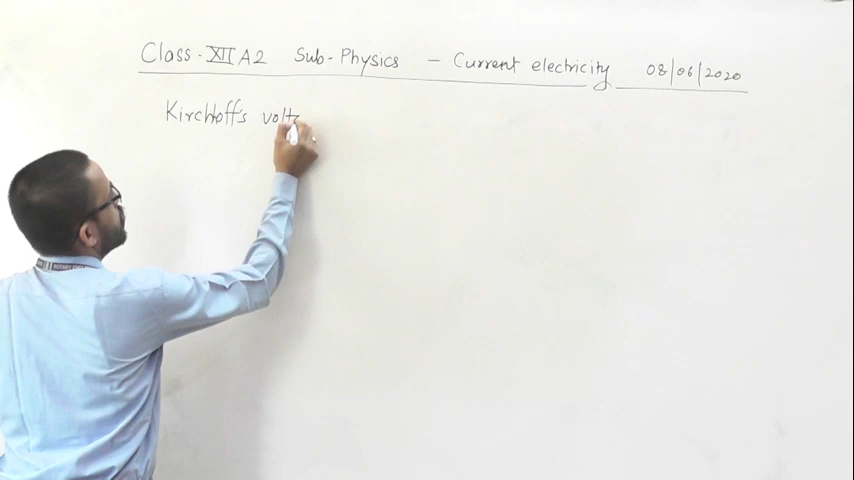 Class - XII A2 Sub - Physics - Current electricity 08/06/2020
Kirchhoff's volt